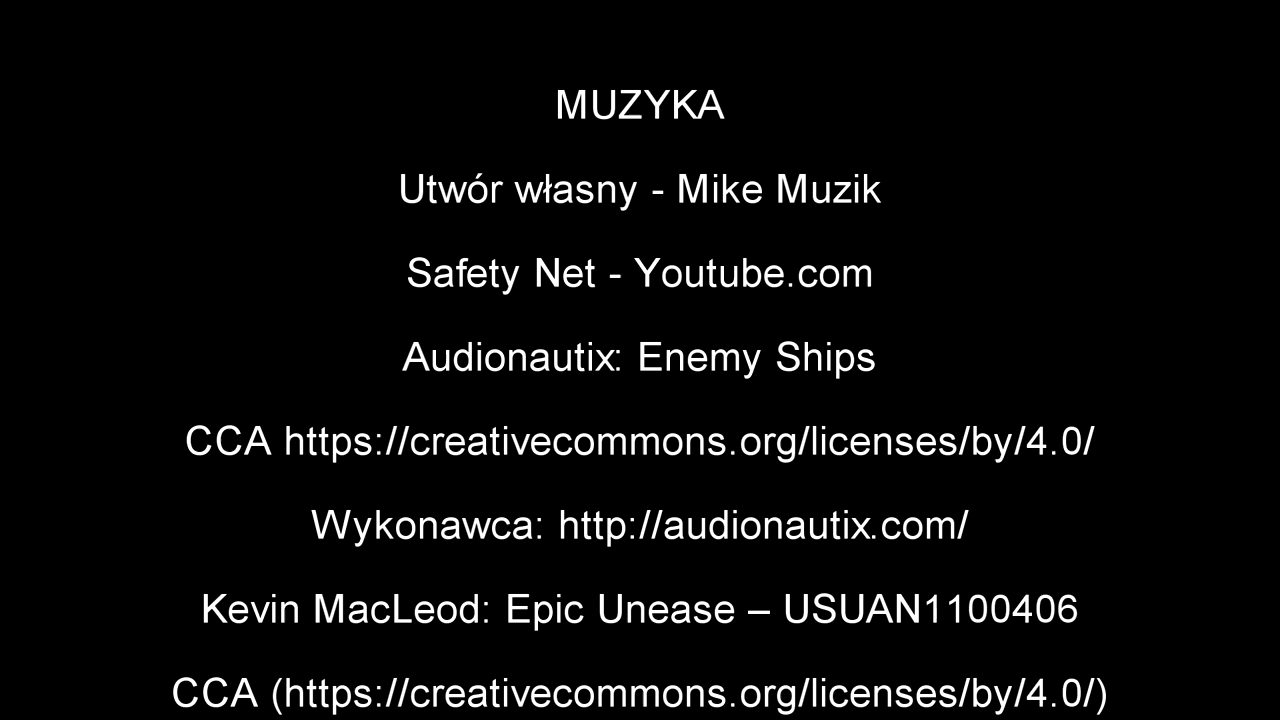 MUZYKA
Utwór własny - Mike Muzik
Safety Net - Youtube.com
Audionautix: Enemy Ships
CCA https://creativecommons.org/licenses/by/4.0/
Wykonawca: http://audionautix.com/
Kevin MacLeod: Epic Unease – USUAN1100406
CCA (https://creativecommons.org/licenses/by/4.0/)